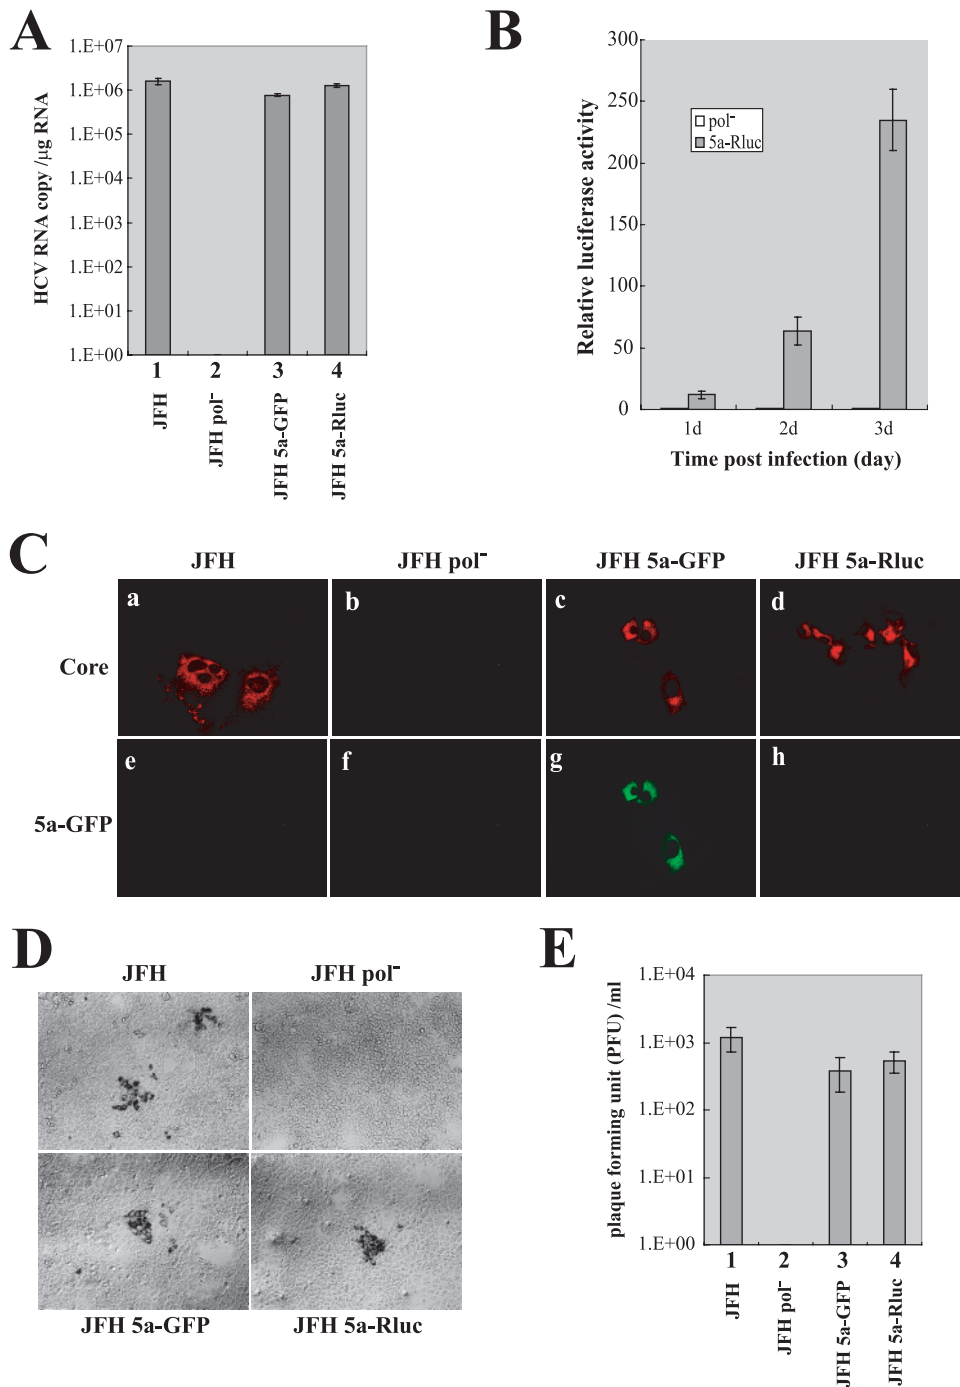 A
HCV RNA copy /µg RNA
1.E+07
1.E+06
1.E+05
1.E+04
1.E+03
1.E+02
1.E+01
1.E+00
1 2 3 4
JFH
JFH pol-
JFH 5a-GFP
JFH 5a-Rluc
B
Relative luciferase activity
300
250
200
150
100
50
0
pol-
5a-Rluc
1d 2d 3d
Time post infection (day)
C
JFH JFH pol- JFH 5a-GFP JFH 5a-Rluc
Core
a b c d
5a-GFP
e f g h
D
JFH JFH pol-
JFH 5a-GFP JFH 5a-Rluc
E
plaque forming unit (PFU) /ml
1.E+04
1.E+03
1.E+02
1.E+01
1.E+00
1 2 3 4
JFH
JFH pol-
JFH 5a-GFP
JFH 5a-Rluc